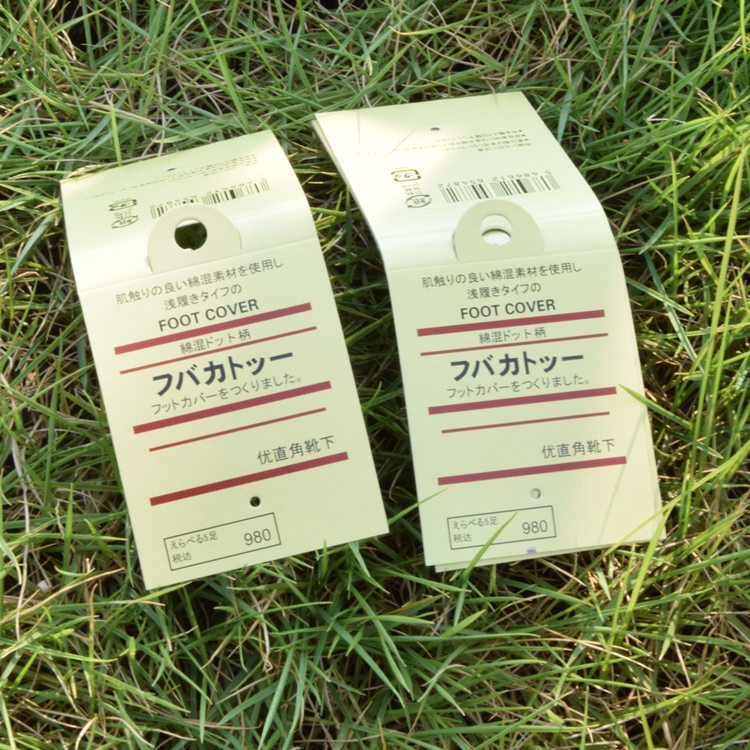 肌触りの良い綿混素材を使用し
浅履きタイフの
FOOT COVER
綿混ドット柄
フバカトッー
フットカバーをつくりました。
优直角靴下
えらべる5足
税込
980
肌触りの良い綿混素材を使用し
浅履きタイフの
FOOT COVER
綿混ドット柄
フバカトッー
フットカバーをつくりました。
优直角靴下
えらべる5足
税込
980